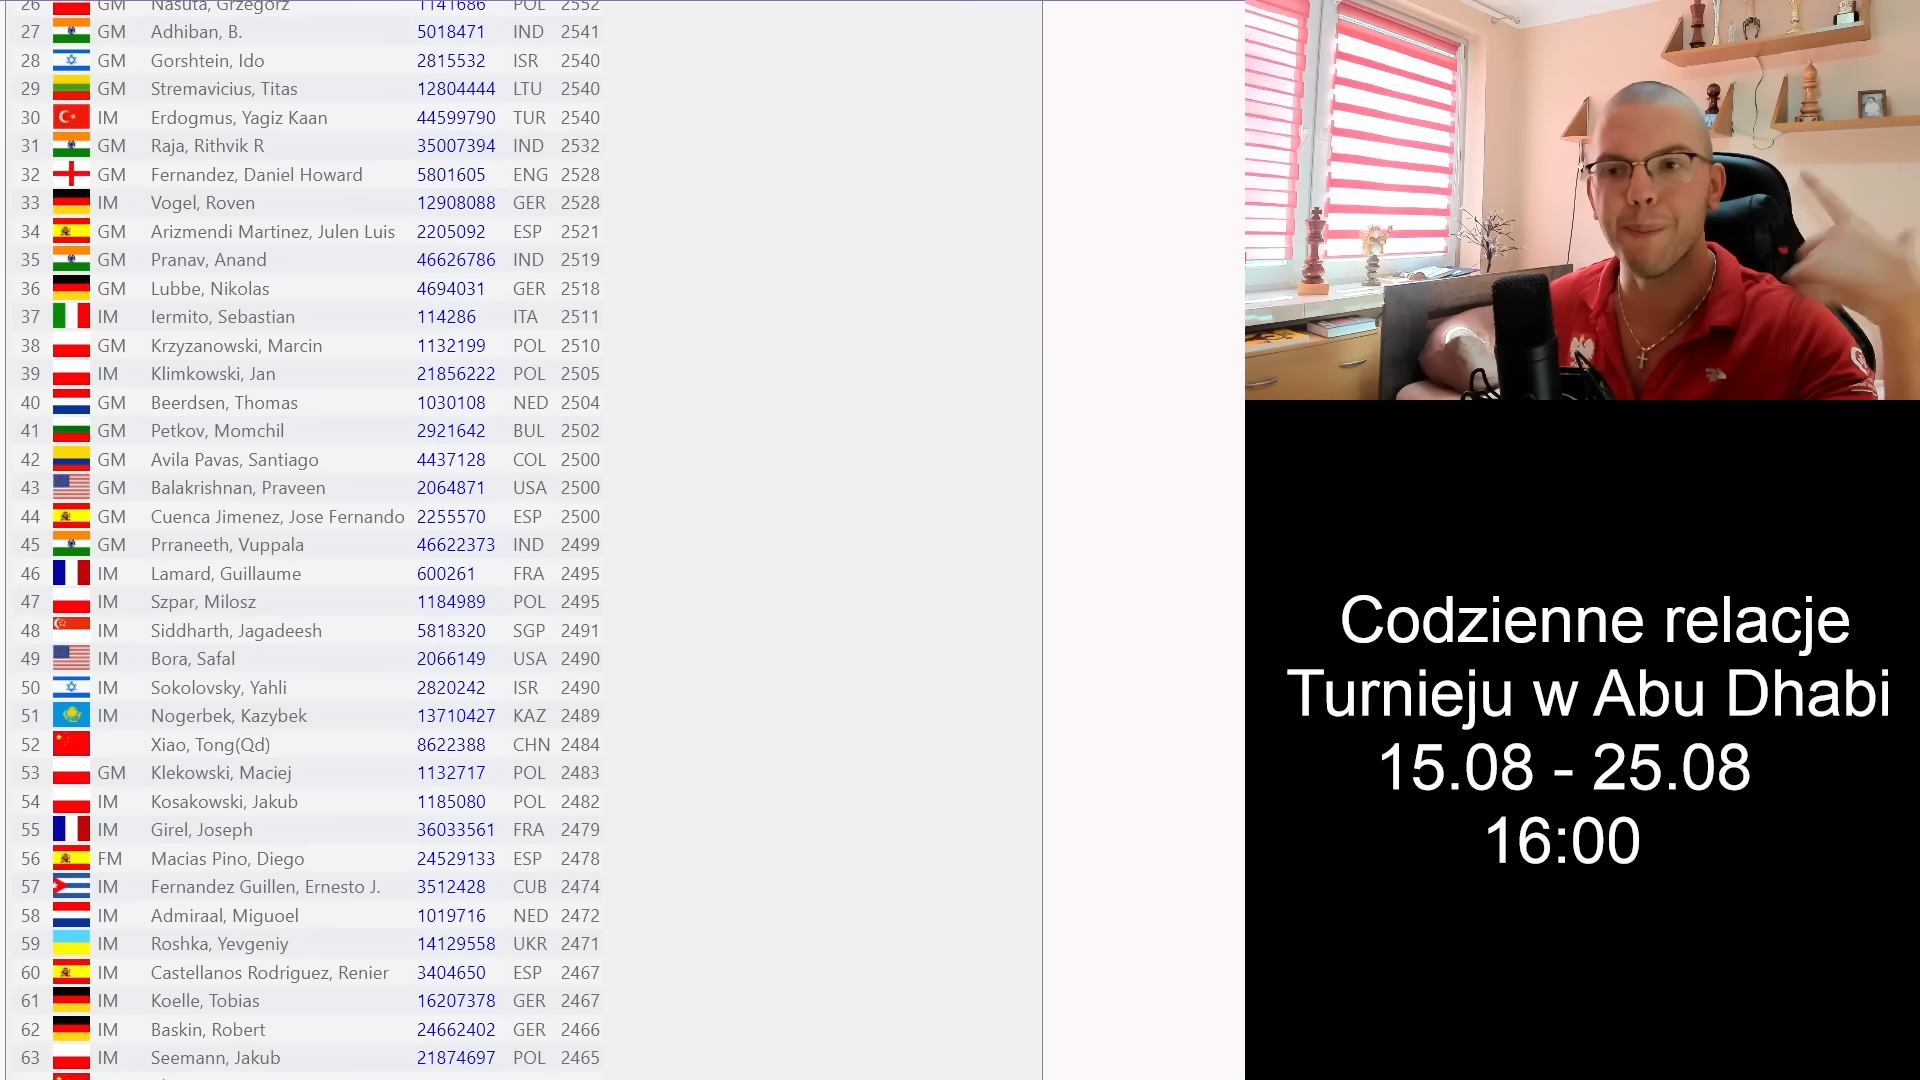 26 GM Nasuta, Grzegorz 1141686 POL 2552
27 GM Adhiban, B. 5018471 IND 2541
28 GM Gorshtein, Ido 2815532 ISR 2540
29 GM Stremavicius, Titas 12804444 LTU 2540
30 IM Erdogmus, Yagiz Kaan 44599790 TUR 2540
31 GM Raja, Rithvik R 35007394 IND 2532
32 GM Fernandez, Daniel Howard 5801605 ENG 2528
33 IM Vogel, Roven 12908088 GER 2528
34 GM Arizmendi Martinez, Julen Luis 2205092 ESP 2521
35 GM Pranav, Anand 46626786 IND 2519
36 GM Lubbe, Nikolas 4694031 GER 2518
37 IM Iermito, Sebastian 114286 ITA 2511
38 GM Krzyzanowski, Marcin 1132199 POL 2510
39 IM Klimkowski, Jan 21856222 POL 2505
40 GM Beerdsen, Thomas 1030108 NED 2504
41 GM Petkov, Momchil 2921642 BUL 2502
42 GM Avila Pavas, Santiago 4437128 COL 2500
43 GM Balakrishnan, Praveen 2064871 USA 2500
44 GM Cuenca Jimenez, Jose Fernando 2255570 ESP 2500
45 GM Prraneeth, Vuppala 46622373 IND 2499
46 IM Lamard, Guillaume 600261 FRA 2495
47 IM Szpar, Milosz 1184989 POL 2495
48 IM Siddharth, Jagadeesh 5818320 SGP 2491
49 IM Bora, Safal 2066149 USA 2490
50 IM Sokolovsky, Yahli 2820242 ISR 2490
51 IM Nogerbek, Kazybek 13710427 KAZ 2489
52 Xiao, Tong(Qd) 8622388 CHN 2484
53 GM Klekowski, Maciej 1132717 POL 2483
54 IM Kosakowski, Jakub 1185080 POL 2482
55 IM Girel, Joseph 36033561 FRA 2479
56 FM Macias Pino, Diego 24529133 ESP 2478
57 IM Fernandez Guillen, Ernesto J. 3512428 CUB 2474
58 IM Admiraal, Miguoel 1019716 NED 2472
59 IM Roshka, Yevgeniy 14129558 UKR 2471
60 IM Castellanos Rodriguez, Renier 3404650 ESP 2467
61 IM Koelle, Tobias 16207378 GER 2467
62 IM Baskin, Robert 24662402 GER 2466
63 IM Seemann, Jakub 21874697 POL 2465
Codzienne relacje
Turnieju w Abu Dhabi
15.08 - 25.08
16:00